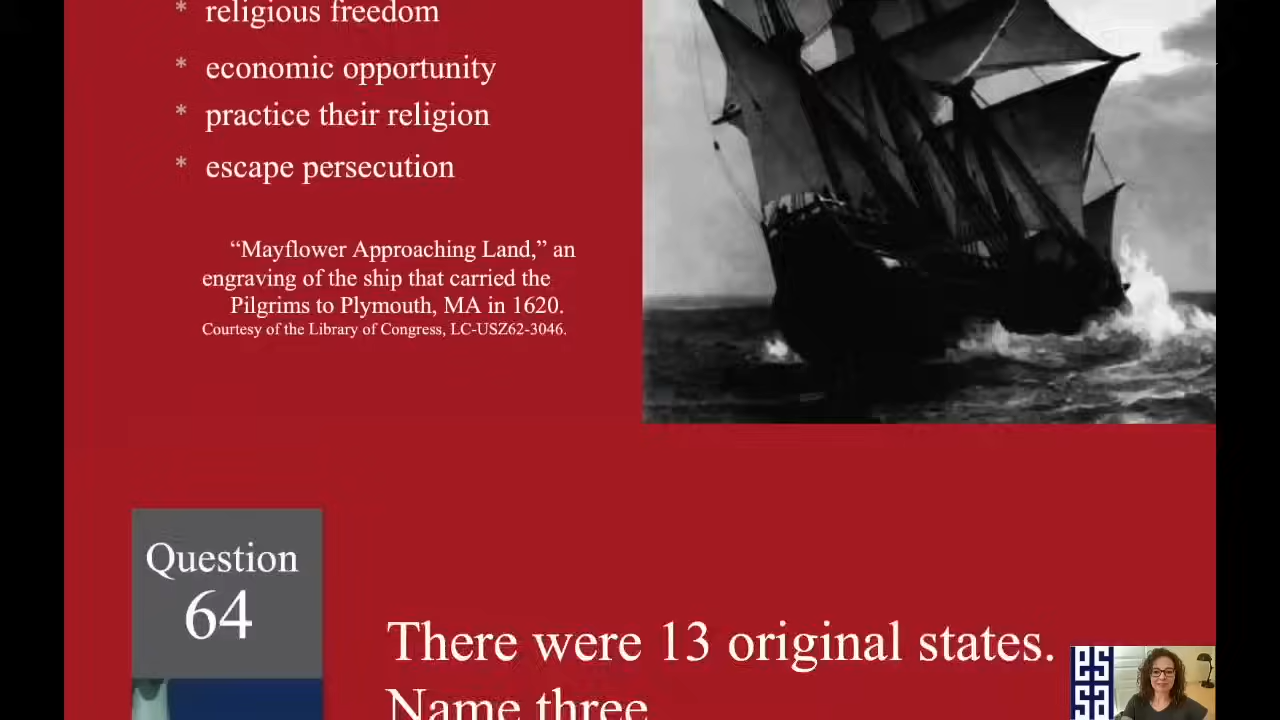 * religious freedom
* economic opportunity
* practice their religion
* escape persecution
“Mayflower Approaching Land,” an
engraving of the ship that carried the
Pilgrims to Plymouth, MA in 1620.
Courtesy of the Library of Congress, LC-USZ62-3046.
Question
64
There were 13 original states.
Name three